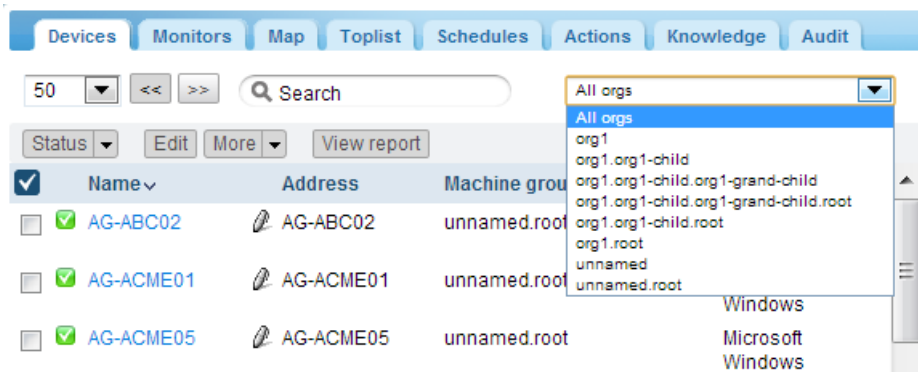 Devices Monitors Map Toplist Schedules Actions Knowledge Audit
50 << >> Search All orgs
All orgs
org1
org1.org1-child
org1.org1-child.org1-grand-child
org1.org1-child.org1-grand-child.root
org1.org1-child.root
org1.root
unnamed
unnamed.root
Status Edit More View report
Name Address Machine grou
AG-ABC02 AG-ABC02 unnamed.root
AG-ACME01 AG-ACME01 unnamed.root
Windows
AG-ACME05 AG-ACME05 unnamed.root Microsoft
Windows